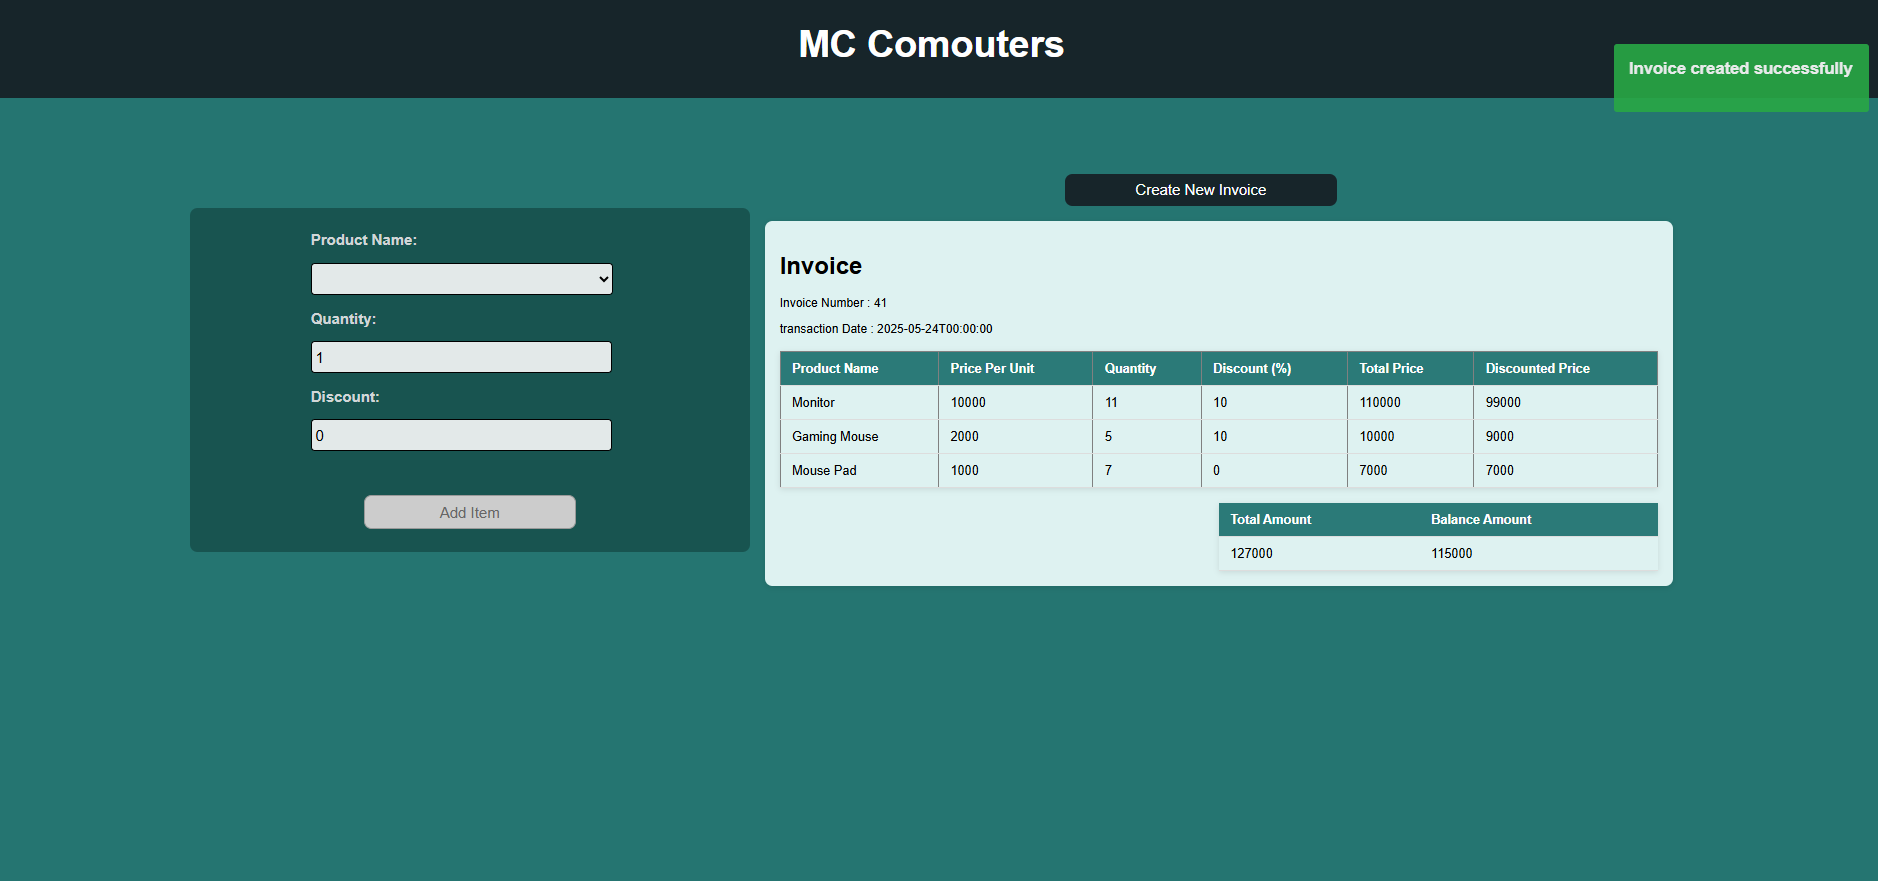 MC Comouters
Invoice created successfully
Create New Invoice
Product Name:
Quantity:
1
Discount:
0
Add Item
Invoice
Invoice Number : 41
transaction Date : 2025-05-24T00:00:00
Product Name Price Per Unit Quantity Discount (%) Total Price Discounted Price
Monitor 10000 11 10 110000 99000
Gaming Mouse 2000 5 10 10000 9000
Mouse Pad 1000 7 0 7000 7000
Total Amount Balance Amount
127000 115000